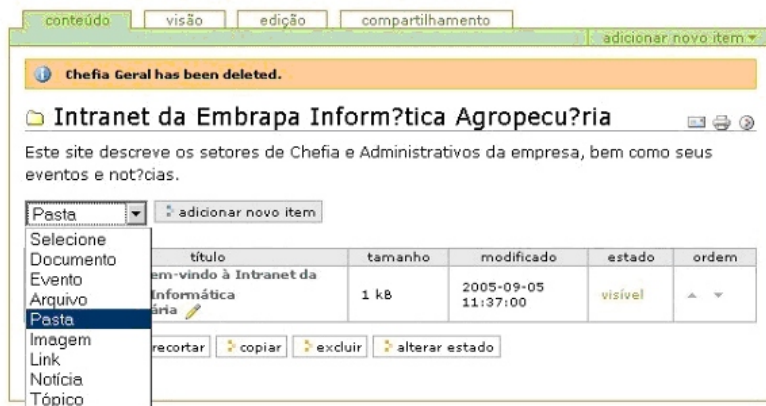 conteúdo visão edição compartilhamento
adicionar novo item
Chefia Geral has been deleted.
Intranet da Embrapa Inform?tica Agropecu?ria
Este site descreve os setores de Chefia e Administrativos da empresa, bem como seus
eventos e not?cias.
Pasta adicionar novo item
Selecione
Documento
Evento
Arquivo
Pasta
Imagem
Link
Notícia
Tópico
título tamanho modificado estado ordem
em-vindo à Intranet da
Informática
ária
1 kB
2005-09-05
11:37:00
visível
recortar copiar excluir alterar estado